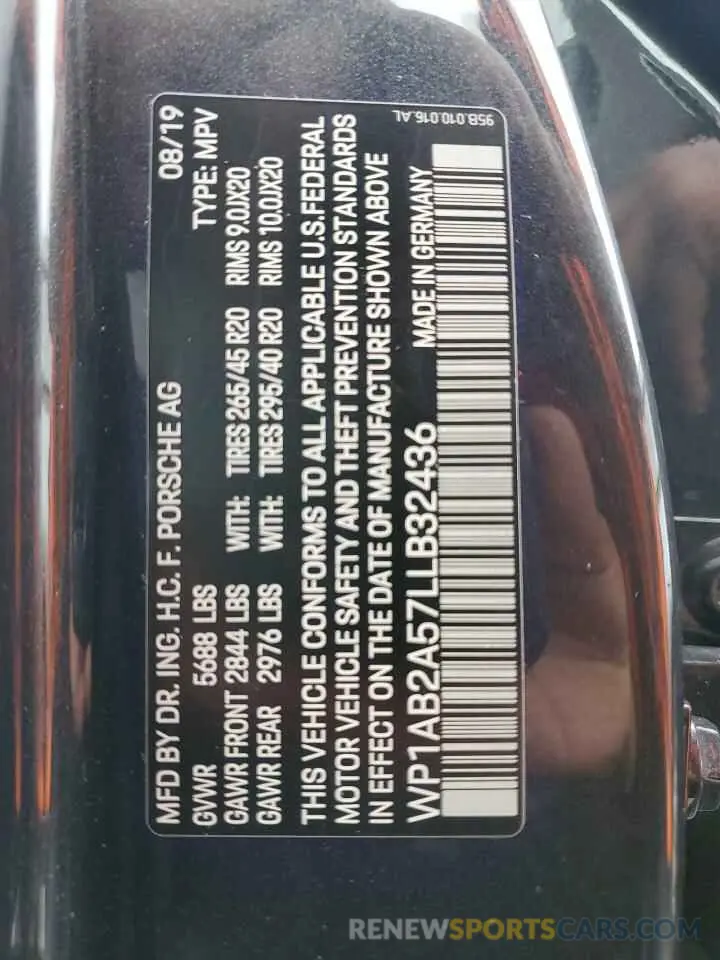 MFD BY DR. ING. H.C. F. PORSCHE AG 08/19
GVWR 5688 LBS TYPE: MPV
GAWR FRONT 2844 LBS WITH: TIRES 265/45 R20 RIMS 9.0JX20
GAWR REAR 2976 LBS WITH: TIRES 295/40 R20 RIMS 10.0JX20
THIS VEHICLE CONFORMS TO ALL APPLICABLE U.S.FEDERAL
MOTOR VEHICLE SAFETY AND THEFT PREVENTION STANDARDS
IN EFFECT ON THE DATE OF MANUFACTURE SHOWN ABOVE
WP1AB2A57LLB32436 MADE IN GERMANY
95B.010.016.AL
RENEWSPORTSCARS.COM